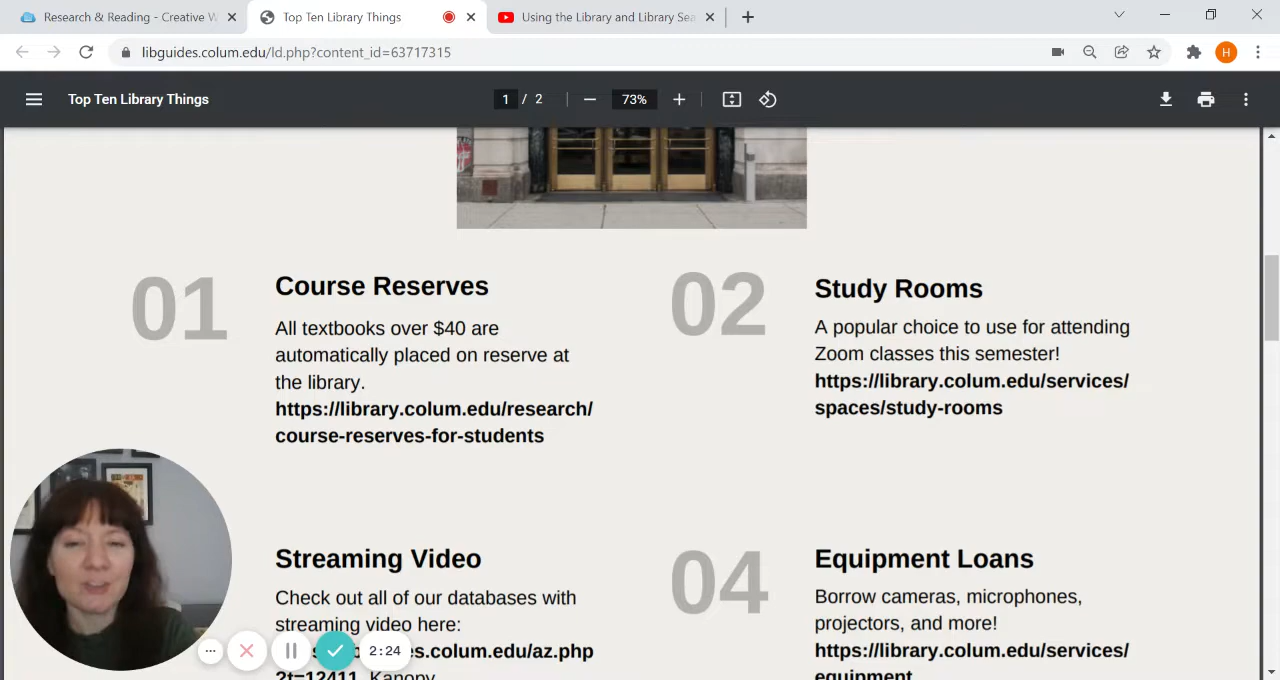 Research & Reading - Creative W
Top Ten Library Things
Using the Library and Library Sea
libguides.colum.edu/ld.php?content_id=63717315
H
Top Ten Library Things
1 / 2
73%
01
Course Reserves
All textbooks over $40 are
automatically placed on reserve at
the library.
https://library.colum.edu/research/
course-reserves-for-students
02
Study Rooms
A popular choice to use for attending
Zoom classes this semester!
https://library.colum.edu/services/
spaces/study-rooms
Streaming Video
Check out all of our databases with
streaming video here:
es.colum.edu/az.php
2t=12411, Kanopy
04
Equipment Loans
Borrow cameras, microphones,
projectors, and more!
https://library.colum.edu/services/
equipment
2:24